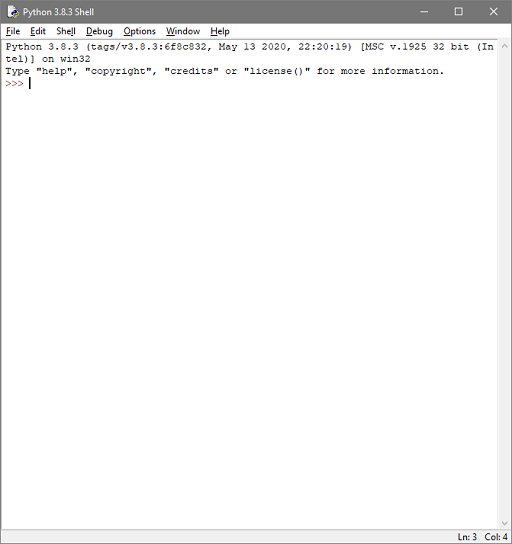 Python 3.8.3 Shell
File Edit Shell Debug Options Window Help
Python 3.8.3 (tags/v3.8.3:6f8c832, May 13 2020, 22:20:19) [MSC v.1925 32 bit (In
tel)] on win32
Type "help", "copyright", "credits" or "license()" for more information.
>>>
Ln: 3 Col: 4